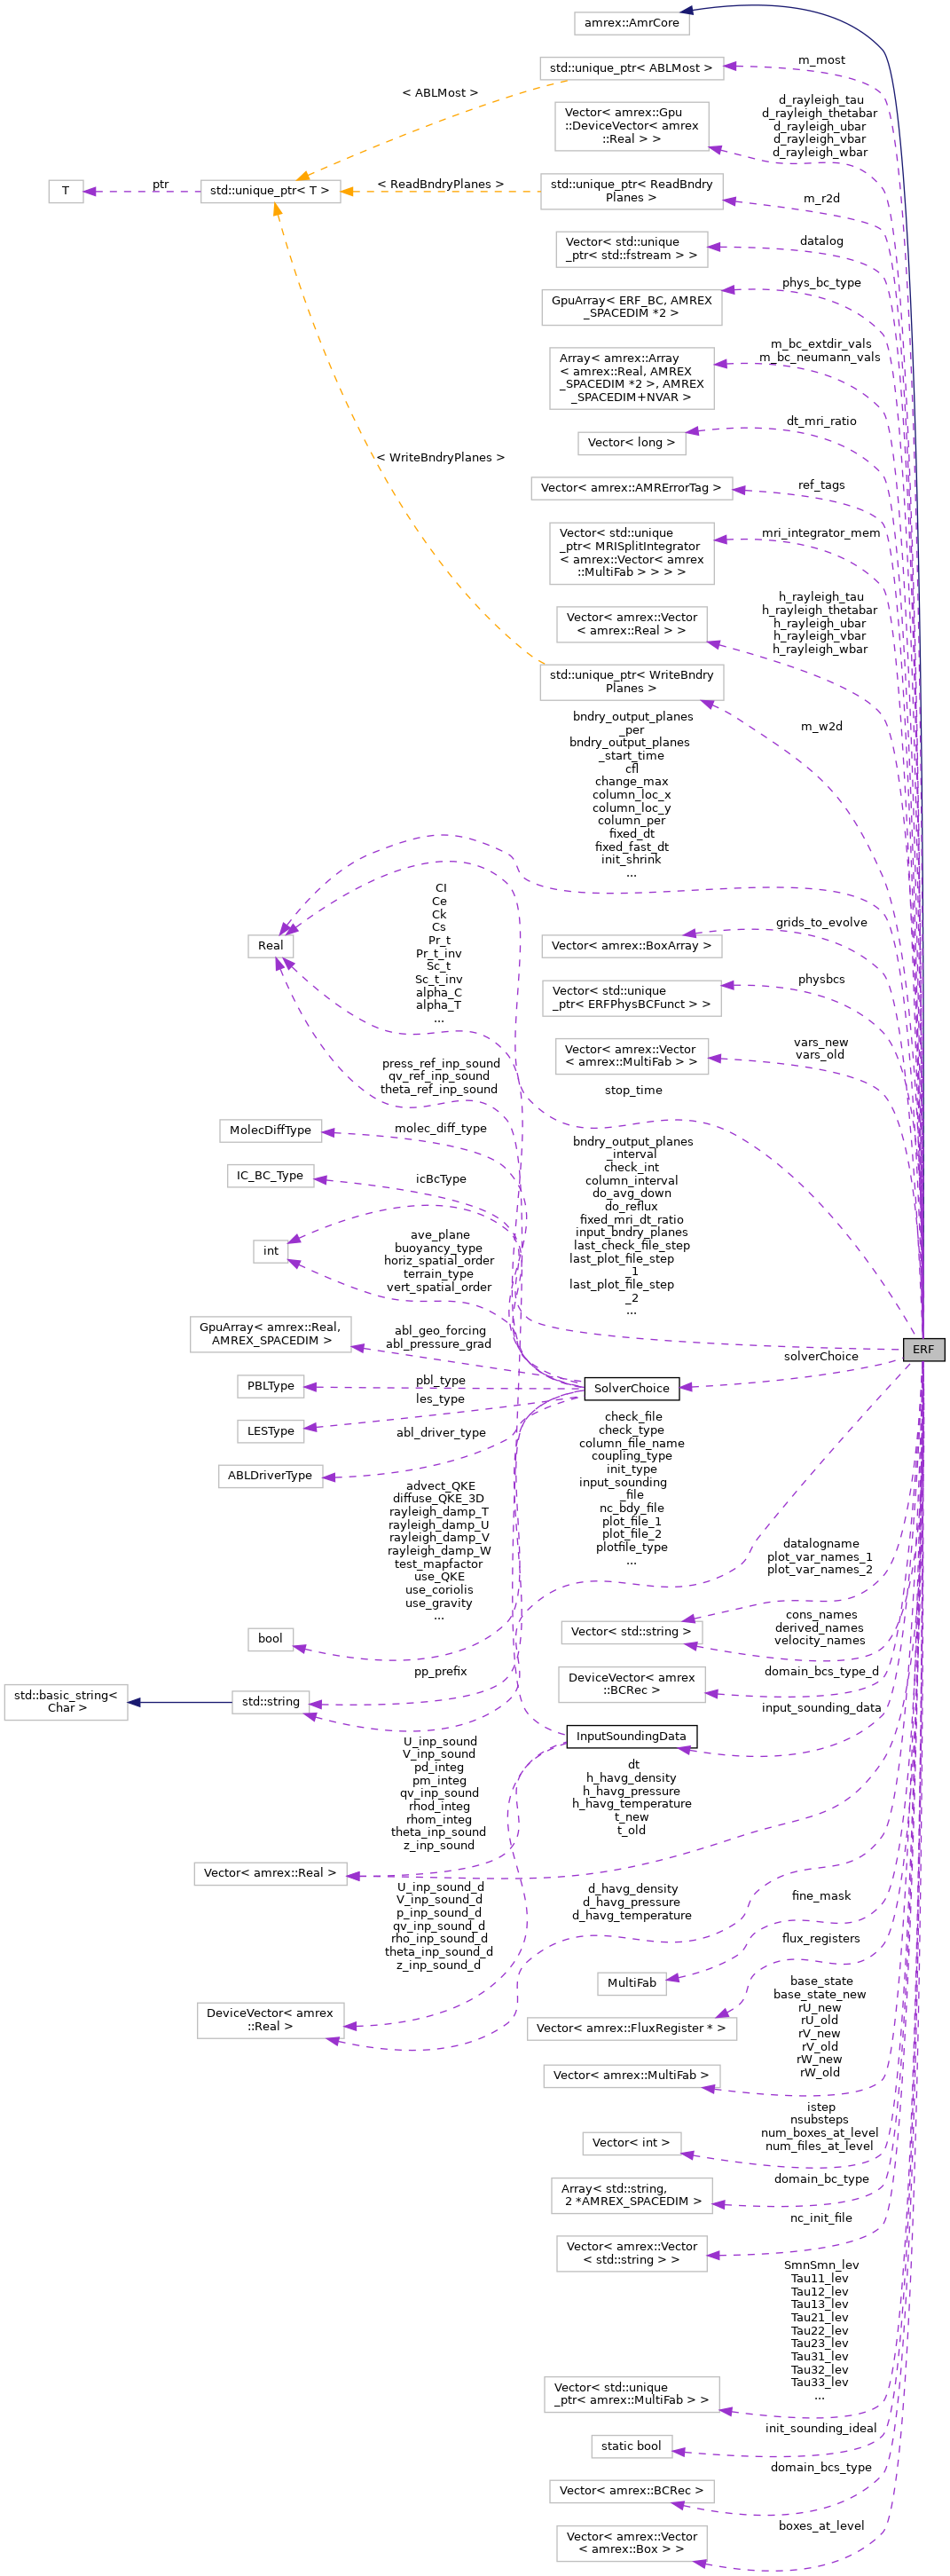 amrex::AmrCore
std::unique_ptr< ABLMost >
m_most
< ABLMost >
Vector< amrex::Gpu
::DeviceVector< amrex
::Real > >
d_rayleigh_tau
d_rayleigh_thetabar
d_rayleigh_ubar
d_rayleigh_vbar
d_rayleigh_wbar
T
ptr
std::unique_ptr< T >
< ReadBndryPlanes >
std::unique_ptr< ReadBndry
Planes >
m_r2d
Vector< std::unique
_ptr< std::fstream > >
datalog
GpuArray< ERF_BC, AMREX
_SPACEDIM *2 >
phys_bc_type
Array< amrex::Array
< amrex::Real, AMREX
_SPACEDIM *2 >, AMREX
_SPACEDIM+NVAR >
m_bc_extdir_vals
m_bc_neumann_vals
Vector< long >
dt_mri_ratio
< WriteBndryPlanes >
Vector< amrex::AMRErrorTag >
ref_tags
Vector< std::unique
_ptr< MRISplitIntegrator
< amrex::Vector< amrex
::MultiFab > > > >
mri_integrator_mem
Vector< amrex::Vector
< amrex::Real > >
h_rayleigh_tau
h_rayleigh_thetabar
h_rayleigh_ubar
h_rayleigh_vbar
h_rayleigh_wbar
std::unique_ptr< WriteBndry
Planes >
m_w2d
bndry_output_planes
_per
bndry_output_planes
_start_time
cfl
change_max
column_loc_x
column_loc_y
column_per
fixed_dt
fixed_fast_dt
init_shrink
...
Real
CI
Ce
Ck
Cs
Pr_t
Pr_t_inv
Sc_t
Sc_t_inv
alpha_C
alpha_T
...
Vector< amrex::BoxArray >
grids_to_evolve
Vector< std::unique
_ptr< ERFPhysBCFunct > >
physbcs
Vector< amrex::Vector
< amrex::MultiFab > >
vars_new
vars_old
press_ref_inp_sound
qv_ref_inp_sound
theta_ref_inp_sound
stop_time
MolecDiffType
molec_diff_type
IC_BC_Type
icBcType
bndry_output_planes
_interval
check_int
column_interval
do_avg_down
do_reflux
fixed_mri_dt_ratio
input_bndry_planes
last_check_file_step
last_plot_file_step
_1
last_plot_file_step
_2
...
int
ave_plane
buoyancy_type
horiz_spatial_order
terrain_type
vert_spatial_order
GpuArray< amrex::Real,
AMREX_SPACEDIM >
abl_geo_forcing
abl_pressure_grad
ERF
solverChoice
SolverChoice
PBLType
pbl_type
LESType
les_type
ABLDriverType
abl_driver_type
check_file
check_type
column_file_name
coupling_type
init_type
input_sounding
_file
nc_bdy_file
plot_file_1
plot_file_2
plotfile_type
...
advect_QKE
diffuse_QKE_3D
rayleigh_damp_T
rayleigh_damp_U
rayleigh_damp_V
rayleigh_damp_W
test_mapfactor
use_QKE
use_coriolis
use_gravity
...
bool
datalogname
plot_var_names_1
plot_var_names_2
Vector< std::string >
cons_names
derived_names
velocity_names
std::basic_string<
Char >
std::string
pp_prefix
DeviceVector< amrex
::BCRec >
domain_bcs_type_d
InputSoundingData
input_sounding_data
U_inp_sound
V_inp_sound
pd_integ
pm_integ
qv_inp_sound
rhod_integ
rhom_integ
theta_inp_sound
z_inp_sound
dt
h_havg_density
h_havg_pressure
h_havg_temperature
t_new
t_old
Vector< amrex::Real >
U_inp_sound_d
V_inp_sound_d
p_inp_sound_d
qv_inp_sound_d
rho_inp_sound_d
theta_inp_sound_d
z_inp_sound_d
d_havg_density
d_havg_pressure
d_havg_temperature
fine_mask
MultiFab
flux_registers
DeviceVector< amrex
::Real >
Vector< amrex::FluxRegister * >
base_state
base_state_new
rU_new
rU_old
rV_new
rV_old
rW_new
rW_old
Vector< amrex::MultiFab >
Vector< int >
istep
nsubsteps
num_boxes_at_level
num_files_at_level
Array< std::string,
2 *AMREX_SPACEDIM >
domain_bc_type
Vector< amrex::Vector
< std::string > >
nc_init_file
SmnSmn_lev
Tau11_lev
Tau12_lev
Tau13_lev
Tau21_lev
Tau22_lev
Tau23_lev
Tau31_lev
Tau32_lev
Tau33_lev
...
Vector< std::unique
_ptr< amrex::MultiFab > >
static bool
init_sounding_ideal
Vector< amrex::BCRec >
domain_bcs_type
Vector< amrex::Vector
< amrex::Box > >
boxes_at_level